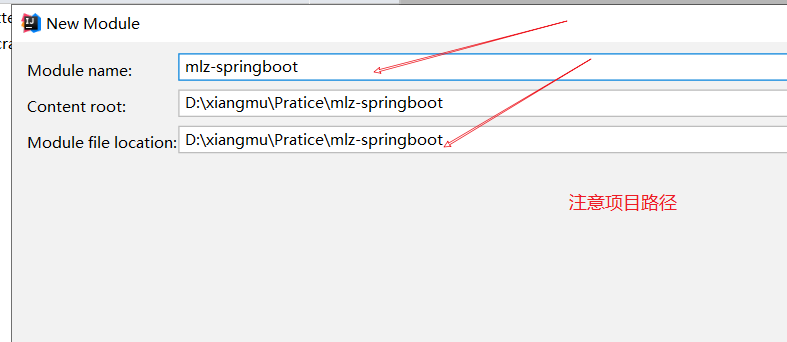 New Module
Module name:
mlz-springboot
Content root:
D:\xiangmu\Pratice\mlz-springboot
Module file location:
D:\xiangmu\Pratice\mlz-springboot
注意项目路径